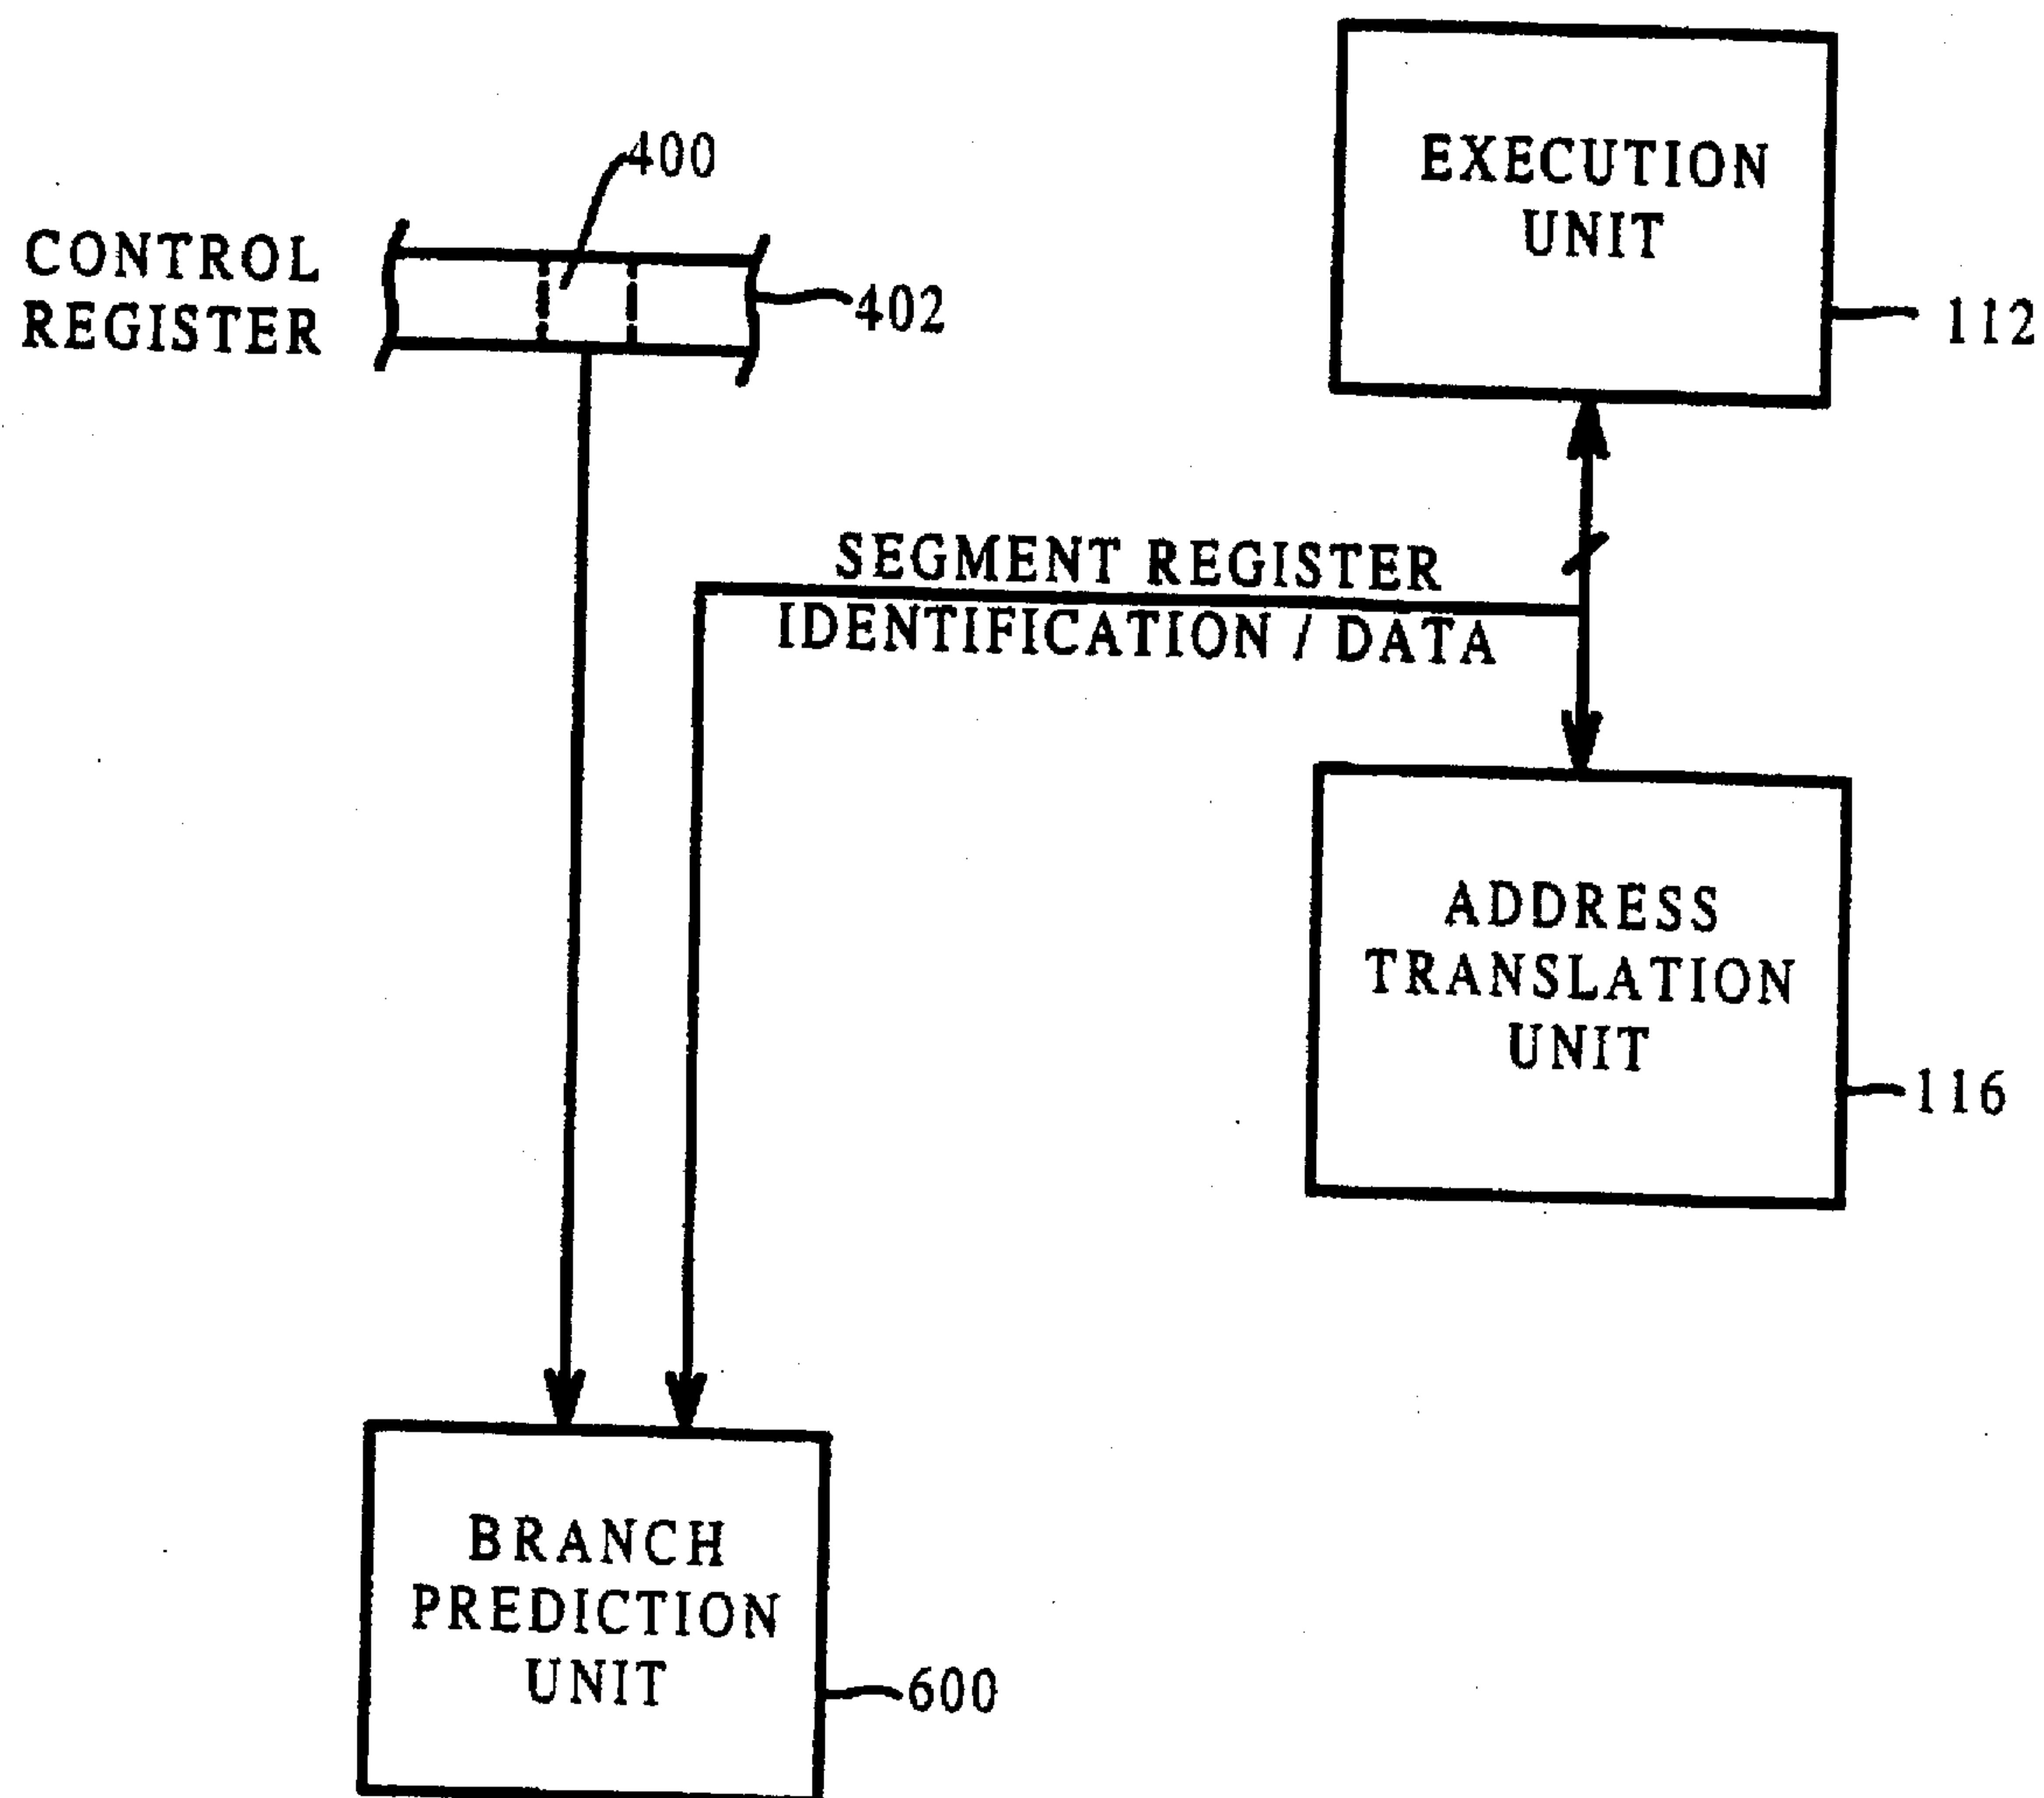 400
CONTROL
REGISTER
402
EXECUTION
UNIT
112
SEGMENT REGISTER
IDENTIFICATION / DATA
ADDRESS
TRANSLATION
UNIT
116
BRANCH
PREDICTION
UNIT
600